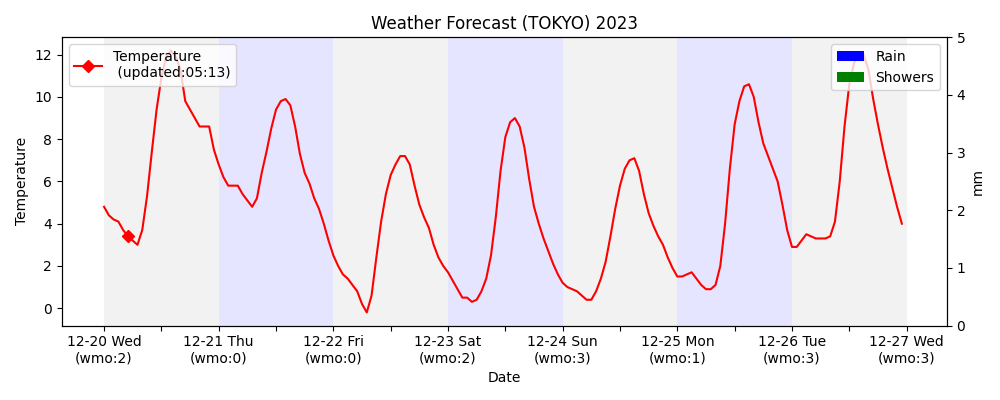 Weather Forecast (TOKYO) 2023
Temperature
(updated:05:13)
Rain
Showers
12
10
8
6
4
2
0
Temperature
5
4
3
2
1
0
mm
12-20 Wed
(wmo:2)
12-21 Thu
(wmo:0)
12-22 Fri
(wmo:0)
12-23 Sat
(wmo:2)
12-24 Sun
(wmo:3)
12-25 Mon
(wmo:1)
12-26 Tue
(wmo:3)
12-27 Wed
(wmo:3)
Date